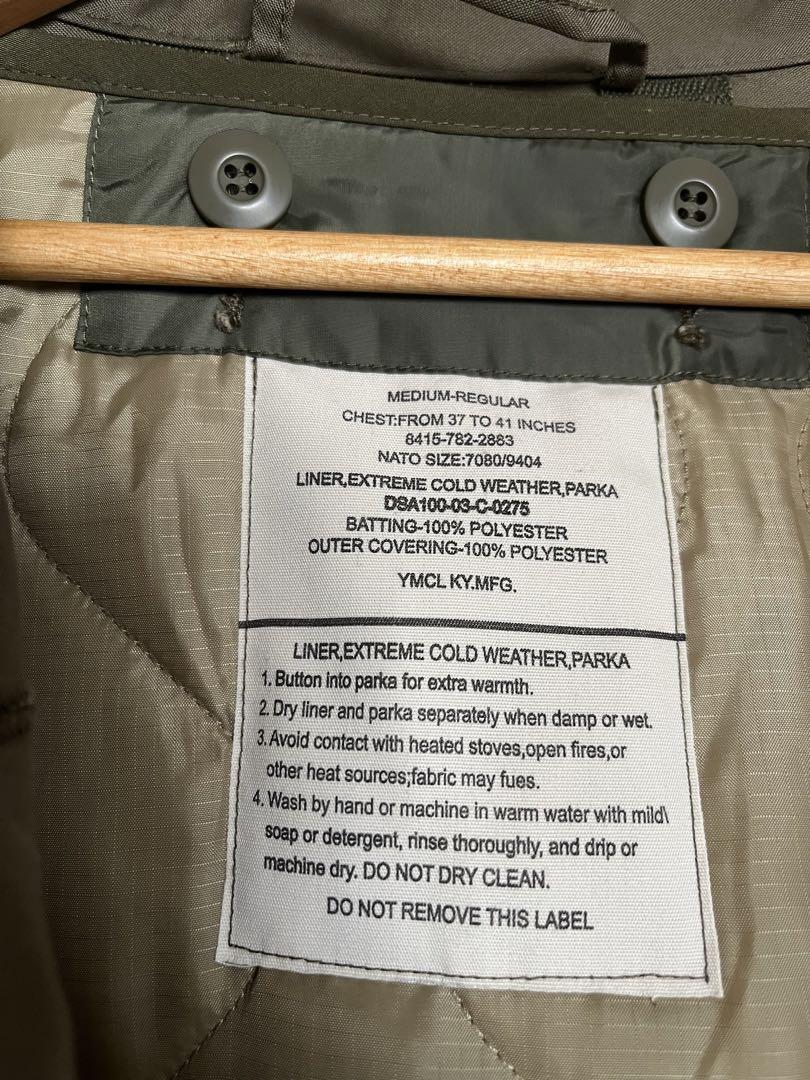 MEDIUM-REGULAR
CHEST:FROM 37 TO 41 INCHES
8415-782-2883
NATO SIZE:7080/9404
LINER,EXTREME COLD WEATHER,PARKA
DSA100-03-C-0275
BATTING-100% POLYESTER
OUTER COVERING-100% POLYESTER
YMCL KY.MFG.
LINER,EXTREME COLD WEATHER,PARKA
1. Button into parka for extra warmth.
2. Dry liner and parka separately when damp or wet.
3. Avoid contact with heated stoves,open fires,or
other heat sources;fabric may fues.
4. Wash by hand or machine in warm water with mild\
soap or detergent, rinse thoroughly, and drip or
machine dry. DO NOT DRY CLEAN.
DO NOT REMOVE THIS LABEL